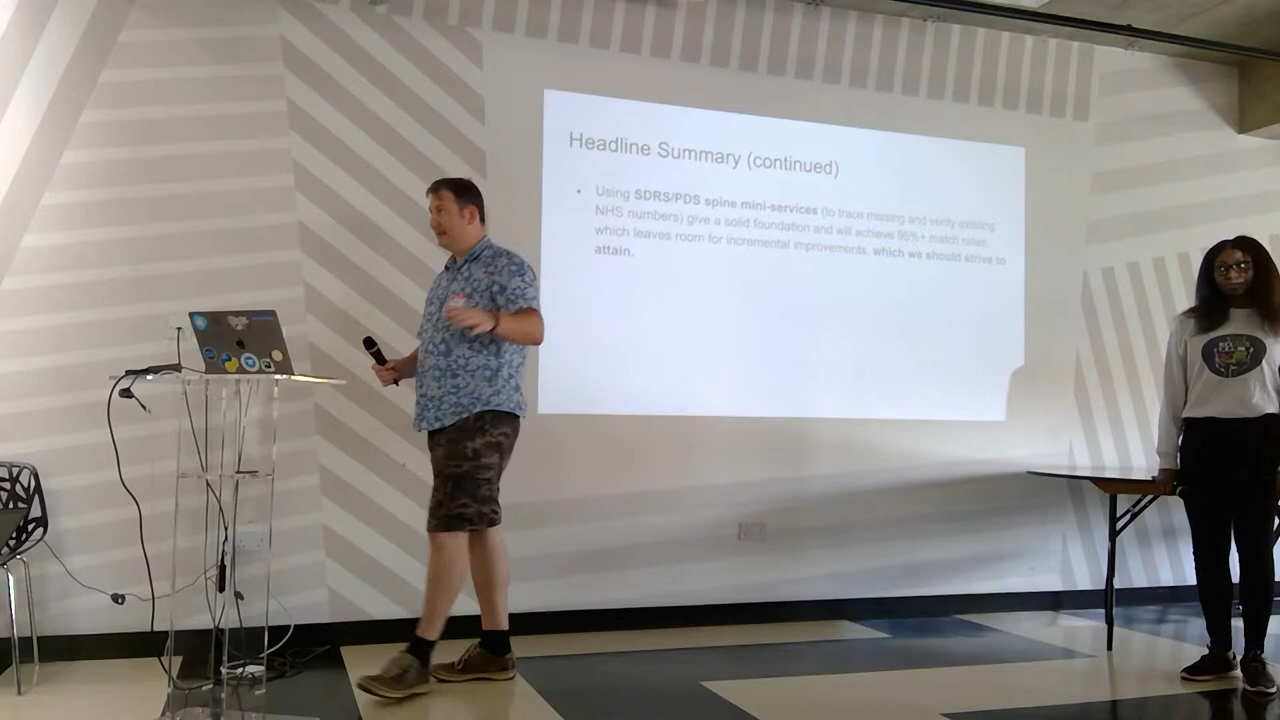 Headline Summary (continued)
• Using SDRS/PDS spine mini-services (to trace missing and verify existing
NHS numbers) give a solid foundation and will achieve 95%+ match rates,
which leaves room for incremental improvements, which we should strive to
attain.